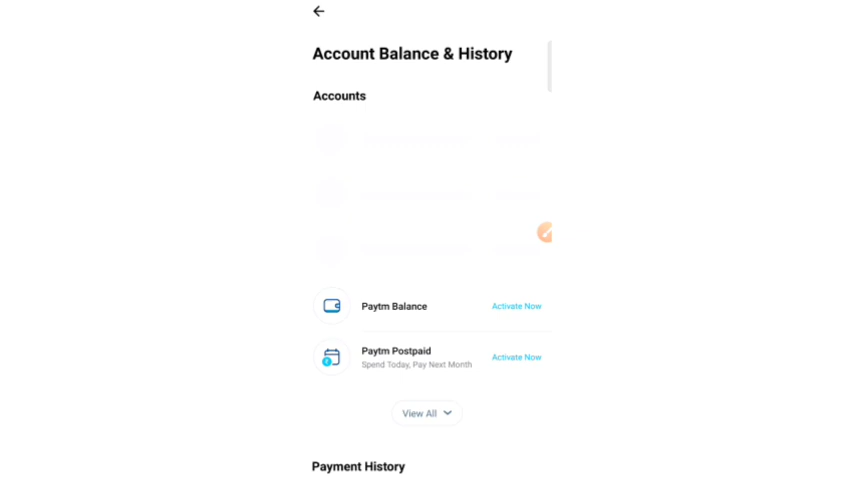 Account Balance & History
Accounts
Paytm Balance
Activate Now
Paytm Postpaid
Spend Today, Pay Next Month
Activate Now
View All
Payment History